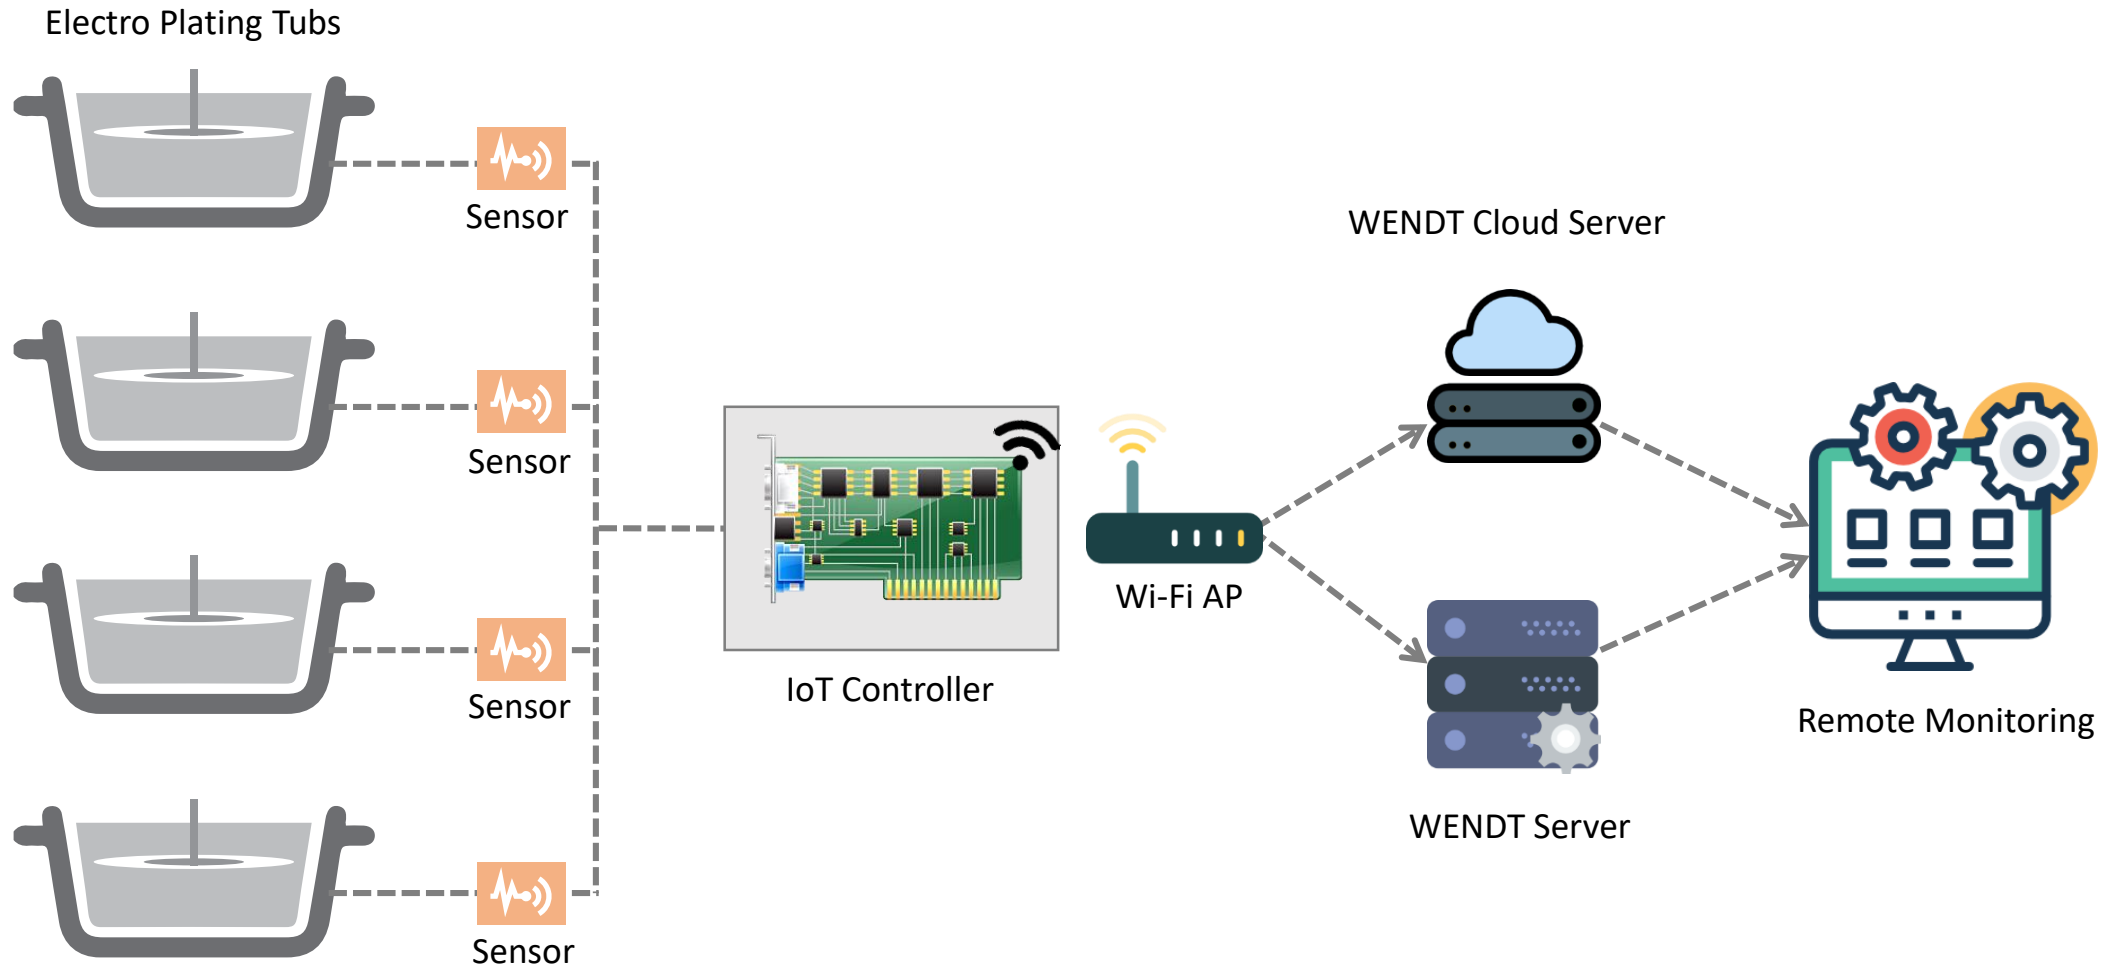 Electro Plating Tubs
Sensor
Sensor
Sensor
Sensor
IoT Controller
Wi-Fi AP
WENDT Cloud Server
WENDT Server
Remote Monitoring